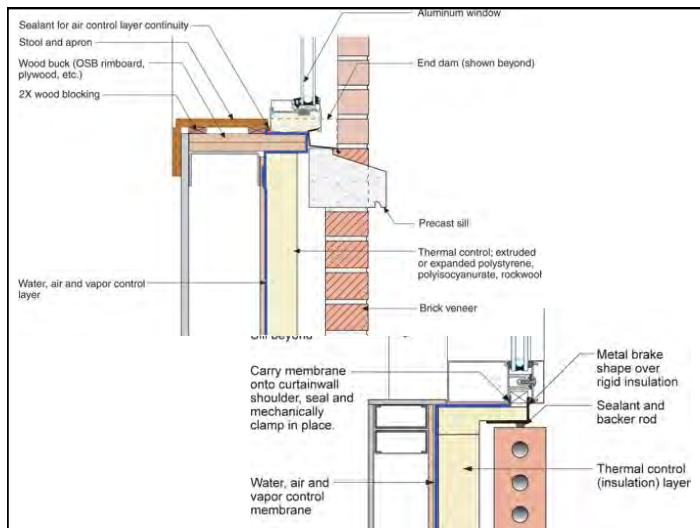 Aluminum window
Sealant for air control layer continuity
Stool and apron
Wood buck (OSB rimboard,
plywood, etc.)
2X wood blocking
End dam (shown beyond)
Precast sill
Thermal control; extruded
or expanded polystyrene,
polyisocyanurate, rockwool
Water, air and vapor control
layer
Brick veneer
Sill beyond
Carry membrane
onto curtainwall
shoulder, seal and
mechanically
clamp in place.
Metal brake
shape over
rigid insulation
Sealant and
backer rod
Water, air and
vapor control
membrane
Thermal control
(insulation) layer